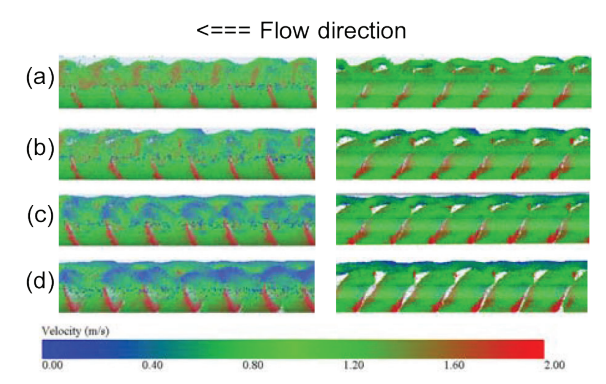 <=== Flow direction
(a)
(b)
(c)
(d)
Velocity (m/s)
0.00 0.40 0.80 1.20 1.60 2.00